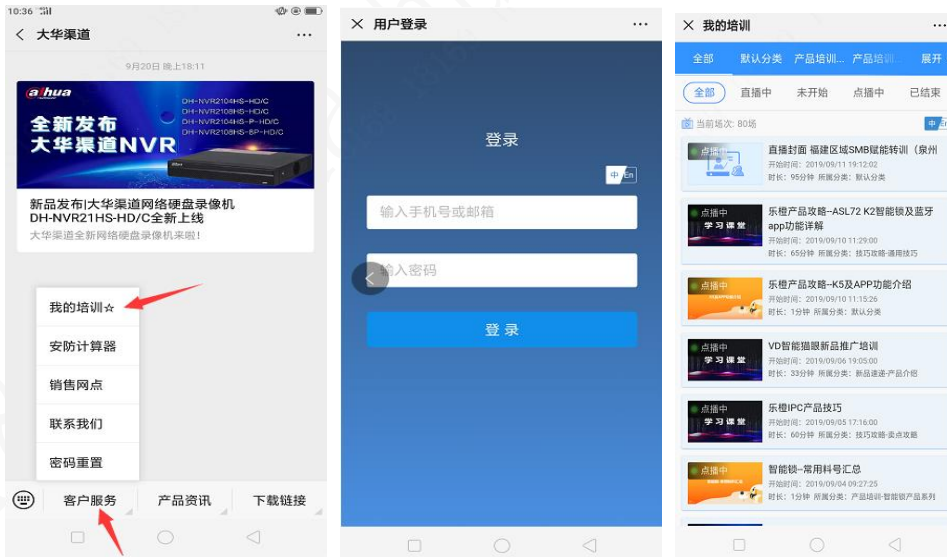 10:36
大华渠道
9月20日 晚上18:11
alhua
全新发布
大华渠道NVR
DH-NVR2104HS-HD/C
DH-NVR2108HS-HD/C
DH-NVR2104HS-P-HD/C
DH-NVR2108HS-8P-HD/C
新品发布|大华渠道网络硬盘录像机
DH-NVR21HS-HD/C全新上线
大华渠道全新网络硬盘录像机来啦!
我的培训☆
安防计算器
销售网点
联系我们
密码重置
客户服务
产品资讯
下载链接
用户登录
登录
中 En
输入手机号或邮箱
输入密码
登录
我的培训
全部 默认分类 产品培训... 产品培训... 展开
全部 直播中 未开始 点播中 已结束
当前场次: 80场
中 En
点播中
直播封面 福建区域SMB赋能转训（泉州
开始时间: 2019/09/11 19:12:02
时长: 95分钟 所属分类: 默认分类
点播中
学习课堂
乐橙产品攻略--ASL72 K2智能锁及蓝牙
app功能详解
开始时间: 2019/09/10 11:29:00
时长: 65分钟 所属分类: 技巧攻略-通用技巧
点播中
乐橙产品攻略--K5及APP功能介绍
开始时间: 2019/09/10 11:15:26
时长: 1分钟 所属分类: 默认分类
点播中
学习课堂
VD智能猫眼新品推广培训
开始时间: 2019/09/06 19:05:00
时长: 33分钟 所属分类: 新品速递-产品介绍
点播中
学习课堂
乐橙IPC产品技巧
开始时间: 2019/09/05 17:16:00
时长: 60分钟 所属分类: 技巧攻略-卖点攻略
点播中
智能锁--常用料号汇总
开始时间: 2019/09/04 09:27:25
时长: 1分钟 所属分类: 产品培训-智能锁产品系列